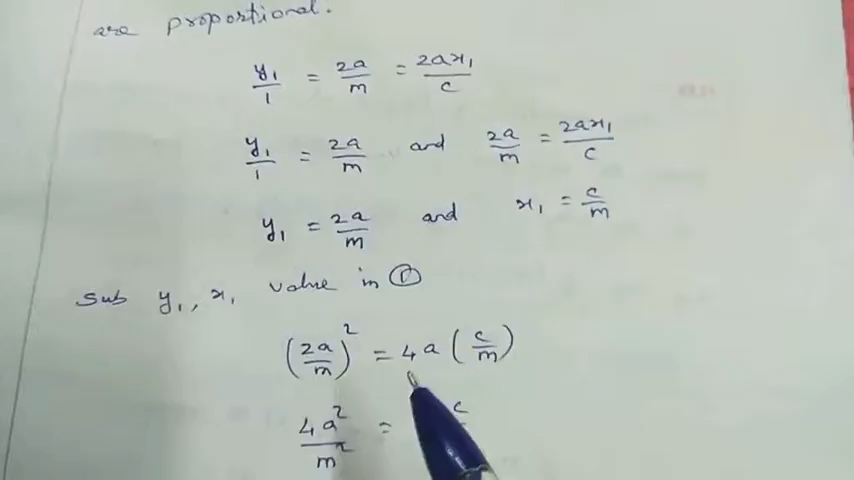 are proportional.
y₁/1 = 2a/m = 2ax₁/c
y₁/1 = 2a/m and 2a/m = 2ax₁/c
y₁ = 2a/m and x₁ = c/m
Sub y₁, x₁ value in ①
(2a/m)² = 4a (c/m)
4a²/m² = c